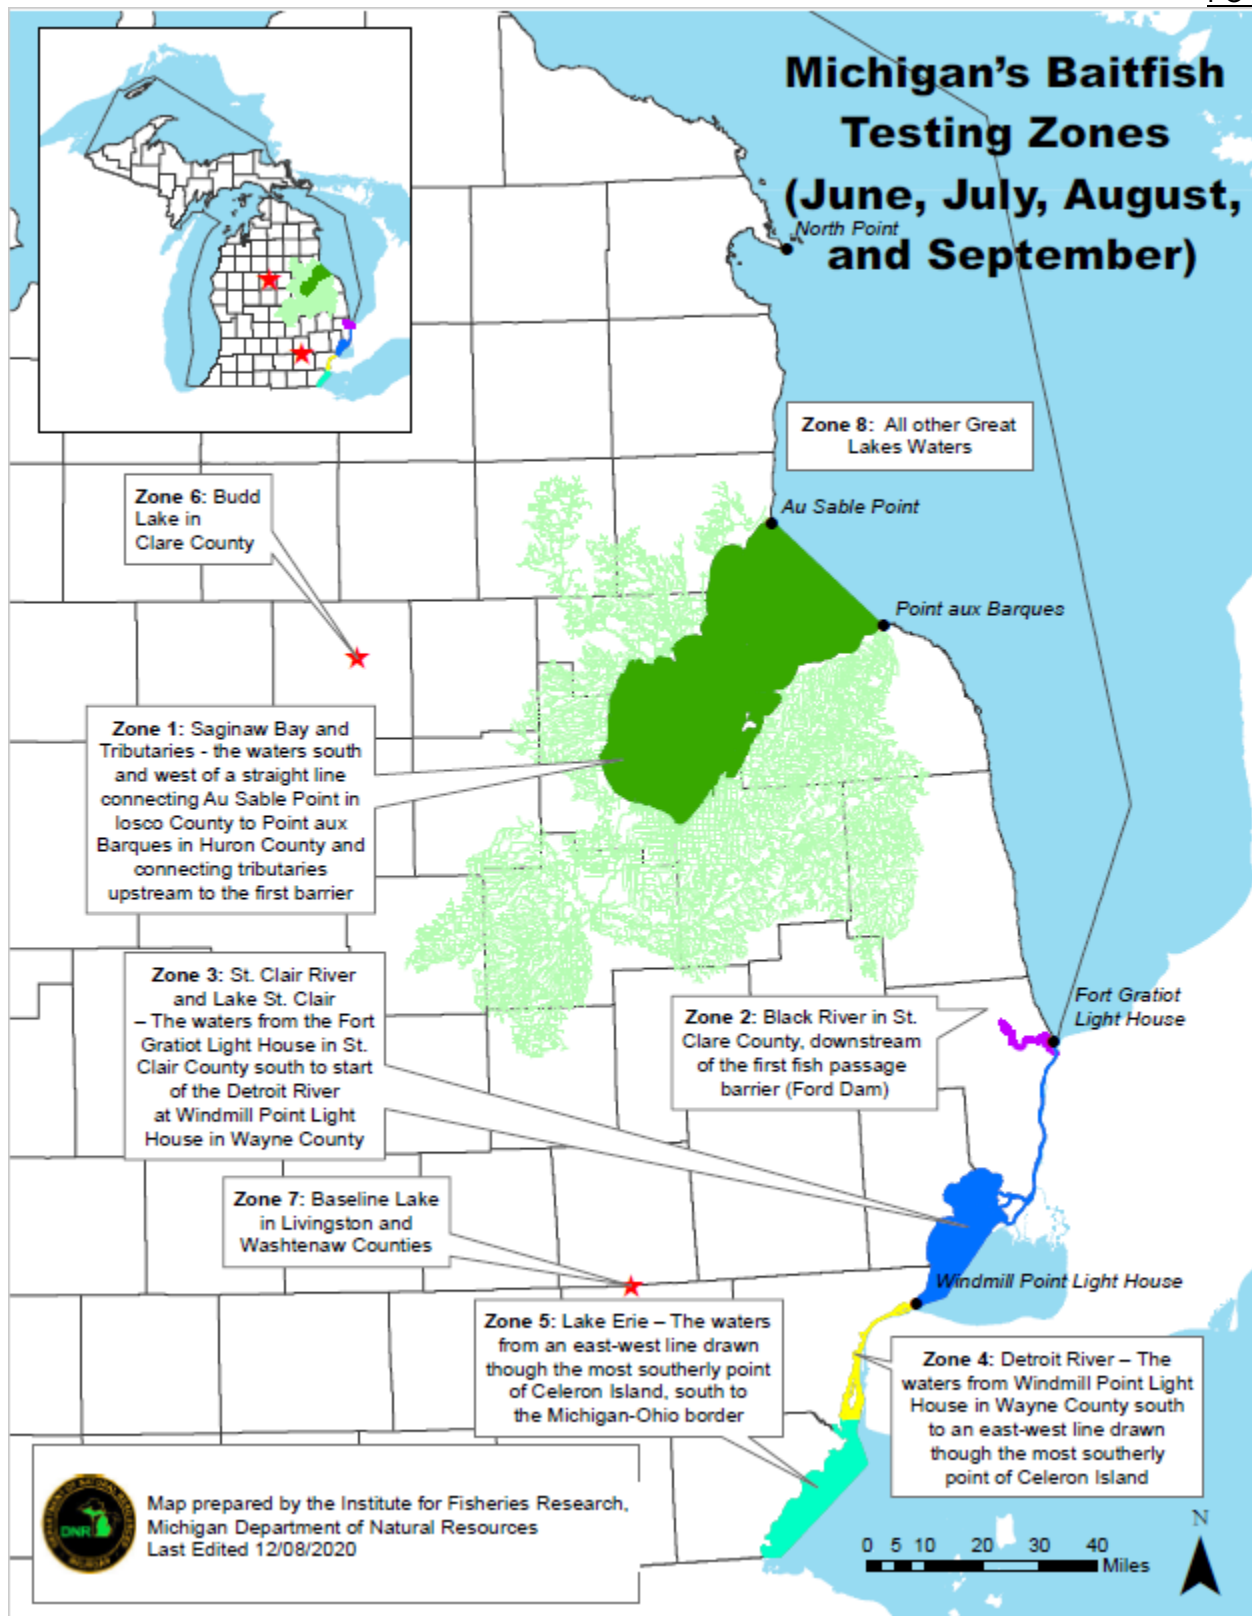 Michigan's Baitfish
Testing Zones
(June, July, August,
and September)
North Point
Zone 8: All other Great
Lakes Waters
Au Sable Point
Zone 6: Budd
Lake in
Clare County
Point aux Barques
Zone 1: Saginaw Bay and
Tributaries - the waters south
and west of a straight line
connecting Au Sable Point in
Iosco County to Point aux
Barques in Huron County and
connecting tributaries
upstream to the first barrier
Zone 3: St. Clair River
and Lake St. Clair
– The waters from the Fort
Gratiot Light House in St.
Clair County south to start
of the Detroit River
at Windmill Point Light
House in Wayne County
Zone 2: Black River in St.
Clare County, downstream
of the first fish passage
barrier (Ford Dam)
Fort Gratiot
Light House
Zone 7: Baseline Lake
in Livingston and
Washtenaw Counties
Windmill Point Light House
Zone 5: Lake Erie – The waters
from an east-west line drawn
though the most southerly point
of Celeron Island, south to
the Michigan-Ohio border
Zone 4: Detroit River – The
waters from Windmill Point Light
House in Wayne County south
to an east-west line drawn
though the most southerly
point of Celeron Island
DNR
Map prepared by the Institute for Fisheries Research,
Michigan Department of Natural Resources
Last Edited 12/08/2020
N
0 5 10 20 30 40
Miles